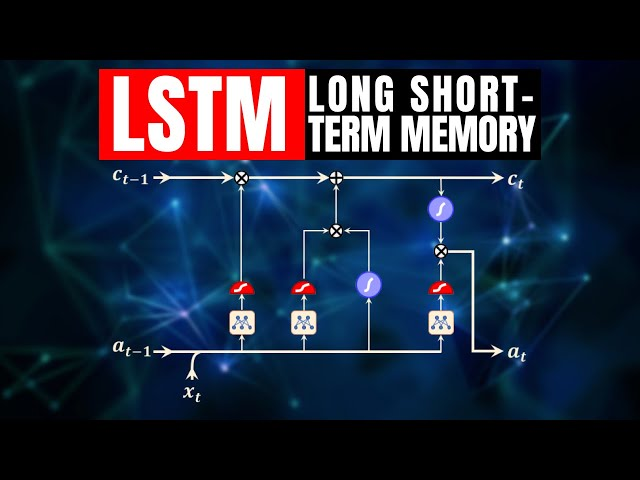 LSTM
LONG SHORT-
TERM MEMORY
c_{t-1}
c_t
a_{t-1}
a_t
x_t